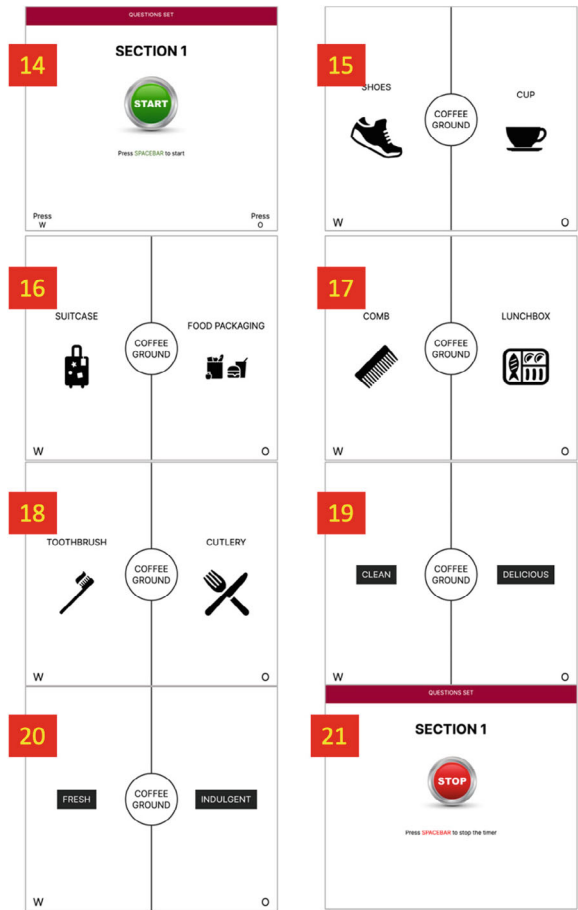 14
QUESTIONS SET
SECTION 1
START
Press SPACEBAR to start
Press
W
Press
O
15
SHOES
COFFEE
GROUND
CUP
W
O
16
SUITCASE
COFFEE
GROUND
FOOD PACKAGING
W
O
17
COMB
COFFEE
GROUND
LUNCHBOX
W
O
18
TOOTHBRUSH
COFFEE
GROUND
CUTLERY
W
O
19
CLEAN
COFFEE
GROUND
DELICIOUS
W
O
20
FRESH
COFFEE
GROUND
INDULGENT
W
O
21
QUESTIONS SET
SECTION 1
STOP
Press SPACEBAR to stop the timer